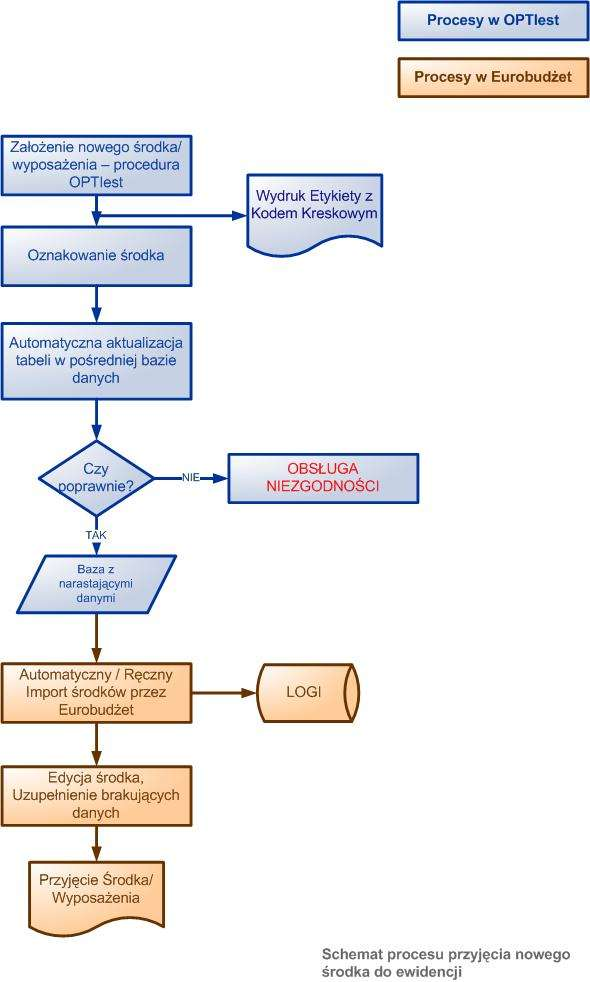 Procesy w OPTIest
Procesy w Eurobudżet
Założenie nowego środka/
wyposażenia – procedura
OPTIest
Wydruk Etykiety z
Kodem Kreskowym
Oznakowanie środka
Automatyczna aktualizacja
tabeli w pośredniej bazie
danych
Czy
poprawnie?
NIE
OBSŁUGA
NIEZGODNOŚCI
TAK
Baza z
narastającymi
danymi
Automatyczny / Ręczny
Import środków przez
Eurobudżet
LOGI
Edycja środka,
Uzupełnienie brakujących
danych
Przyjęcie Środka/
Wyposażenia
Schemat procesu przyjęcia nowego
środka do ewidencji